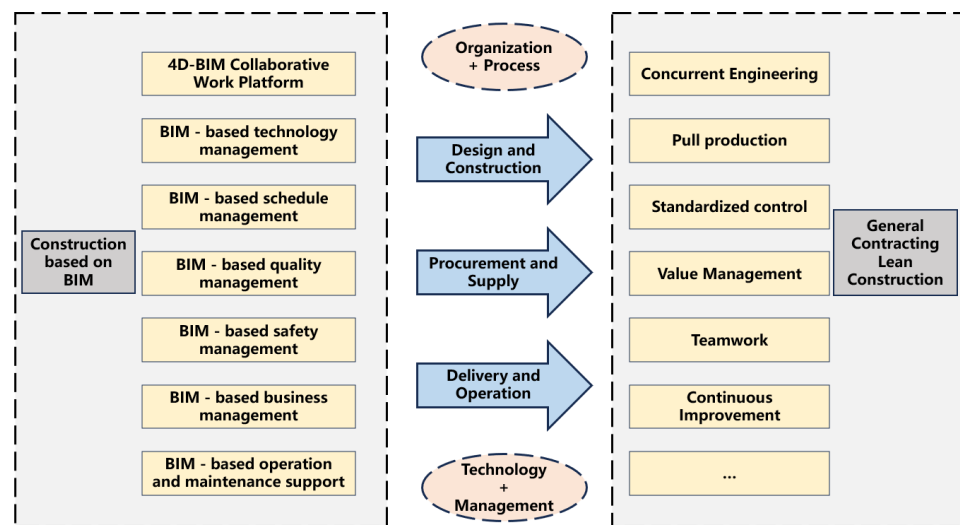 Construction
based on
BIM
4D-BIM Collaborative
Work Platform
BIM - based technology
management
BIM - based schedule
management
BIM - based quality
management
BIM - based safety
management
BIM - based business
management
BIM - based operation
and maintenance support
Organization
+ Process
Design and
Construction
Procurement and
Supply
Delivery and
Operation
Technology
+
Management
Concurrent Engineering
Pull production
Standardized control
Value Management
Teamwork
Continuous
Improvement
...
General
Contracting
Lean
Construction